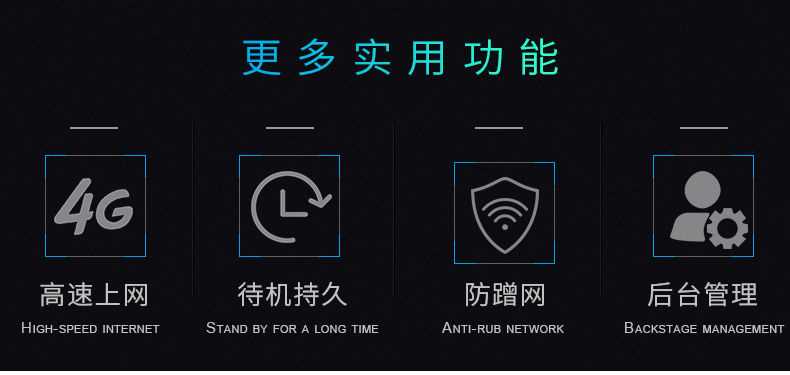 更多实用功能
4G
高速上网
HIGH-SPEED INTERNET
待机持久
STAND BY FOR A LONG TIME
防蹭网
ANTI-RUB NETWORK
后台管理
BACKSTAGE MANAGEMENT